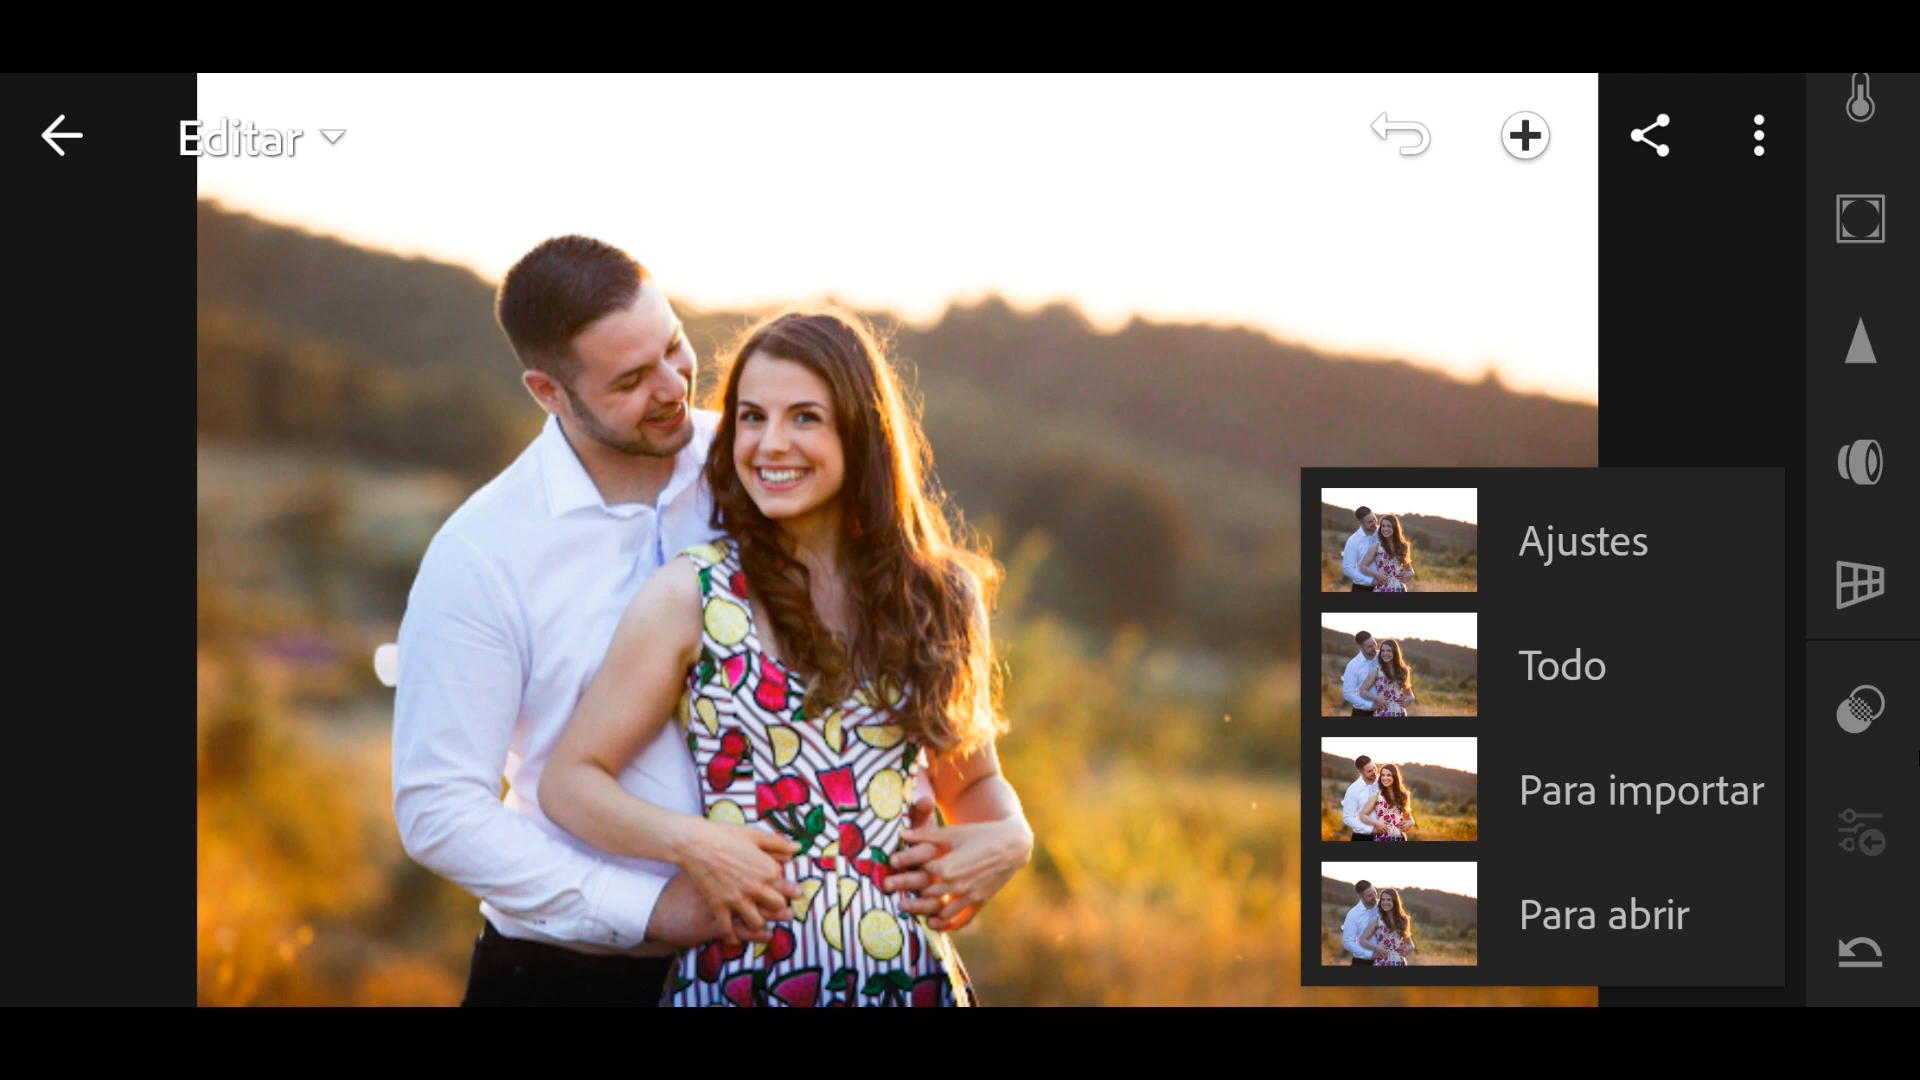 Editar
Ajustes
Todo
Para importar
Para abrir